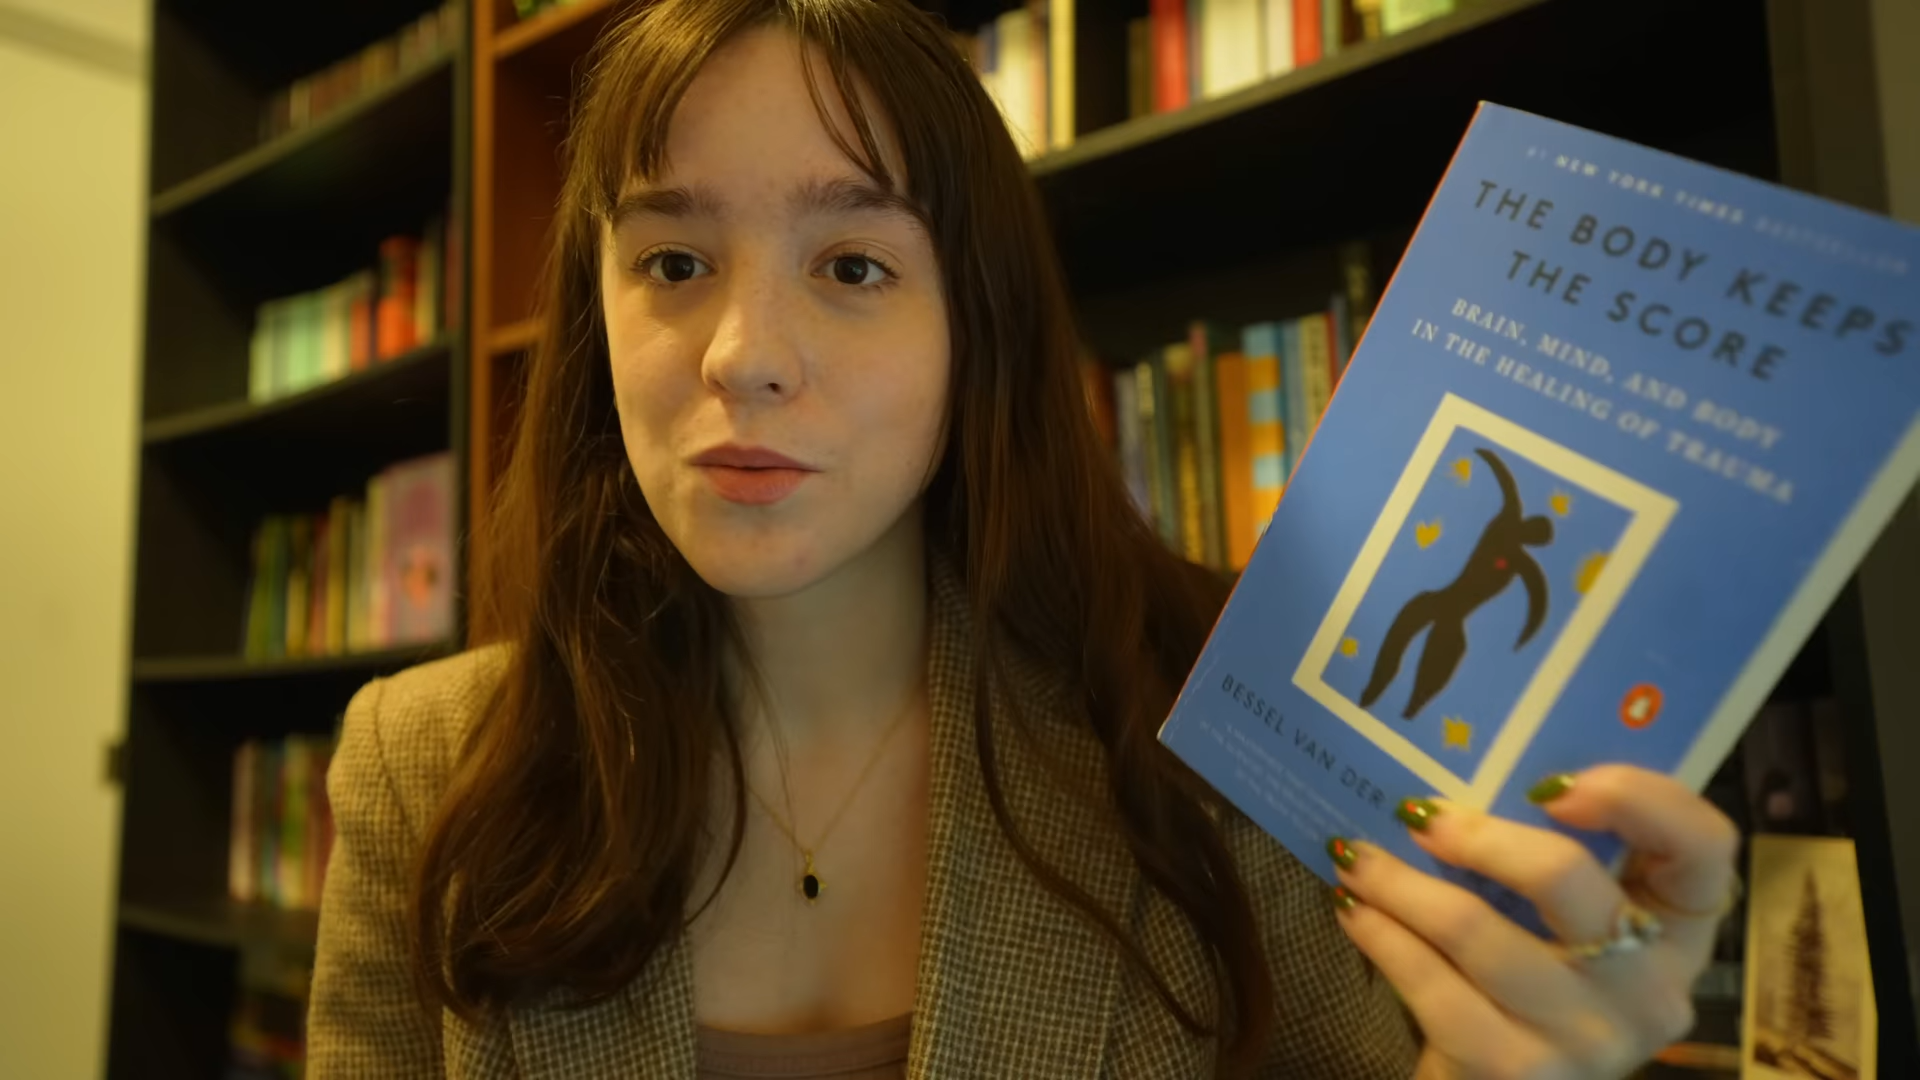 #1 NEW YORK TIMES BESTSELLER
THE BODY KEEPS
THE SCORE
BRAIN, MIND, AND BODY
IN THE HEALING OF TRAUMA
BESSEL VAN DER